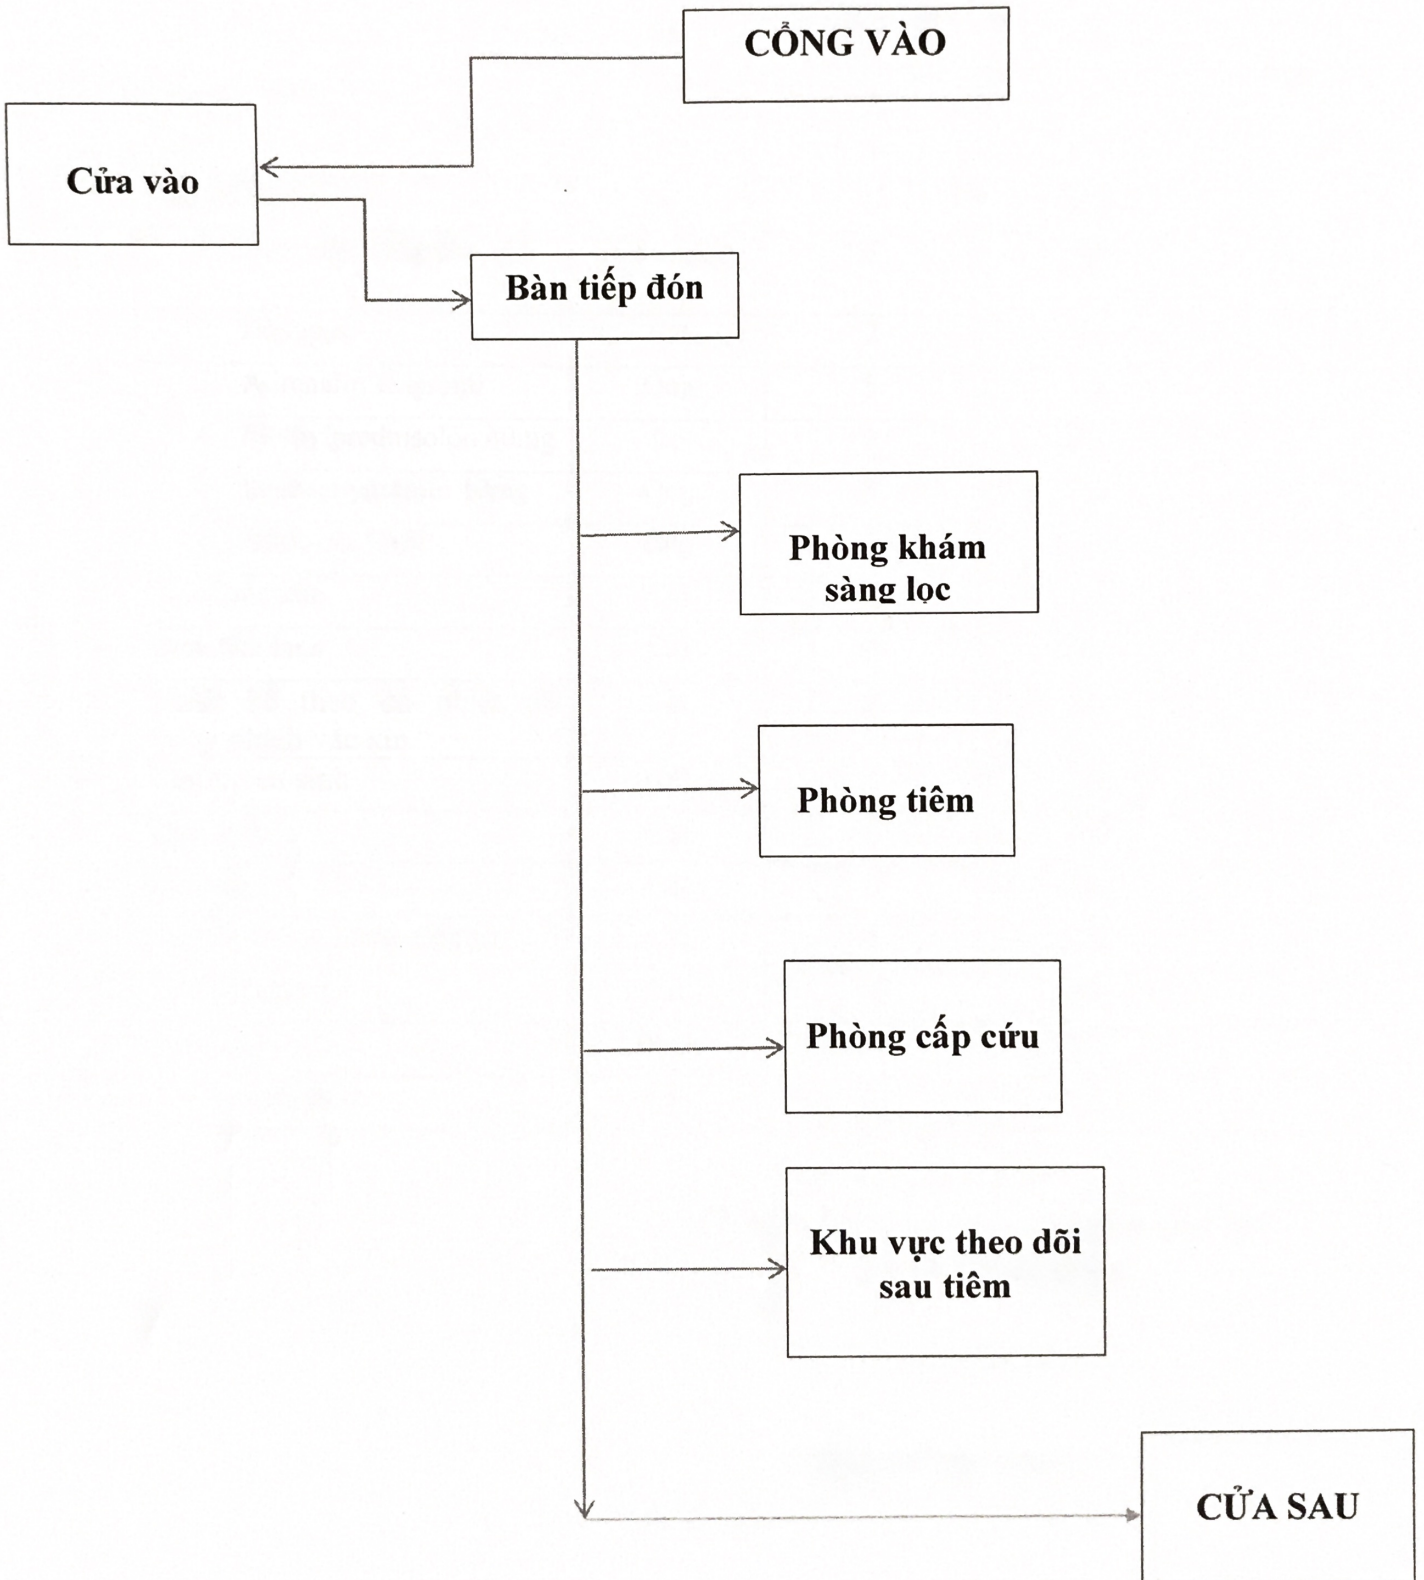 CỔNG VÀO
Cửa vào
Bàn tiếp đón
Phòng khám
sàng lọc
Phòng tiêm
Phòng cấp cứu
Khu vực theo dõi
sau tiêm
CỬA SAU